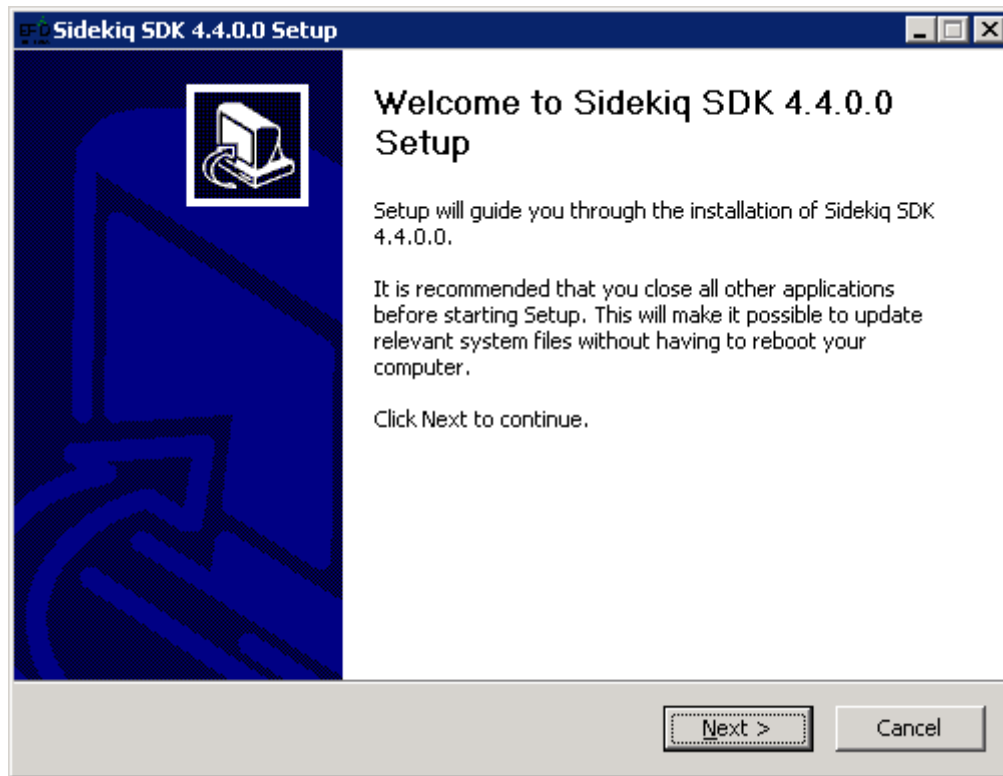 Sidekiq SDK 4.4.0.0 Setup
Welcome to Sidekiq SDK 4.4.0.0
Setup
Setup will guide you through the installation of Sidekiq SDK
4.4.0.0.
It is recommended that you close all other applications
before starting Setup. This will make it possible to update
relevant system files without having to reboot your
computer.
Click Next to continue.
Next >
Cancel